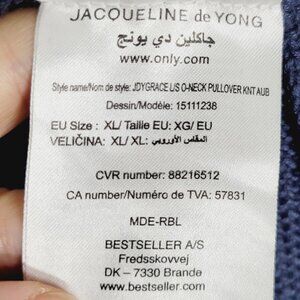 JACQUELINE de YONG
جاكلين دي يونج
www.only.com
Style name/Nom de style: JDYGRACE L/S O-NECK PULLOVER KNT AUB
Dessin/Modéle: 15111238
EU Size : XL/ Taille EU: XG/ EU
VELIČINA: XL/ XL: المقاس الأوروبي
CVR number: 88216512
CA number/Numéro de TVA: 57831
MDE-RBL
BESTSELLER A/S
Fredsskovvej
DK – 7330 Brande
www.bestseller.com